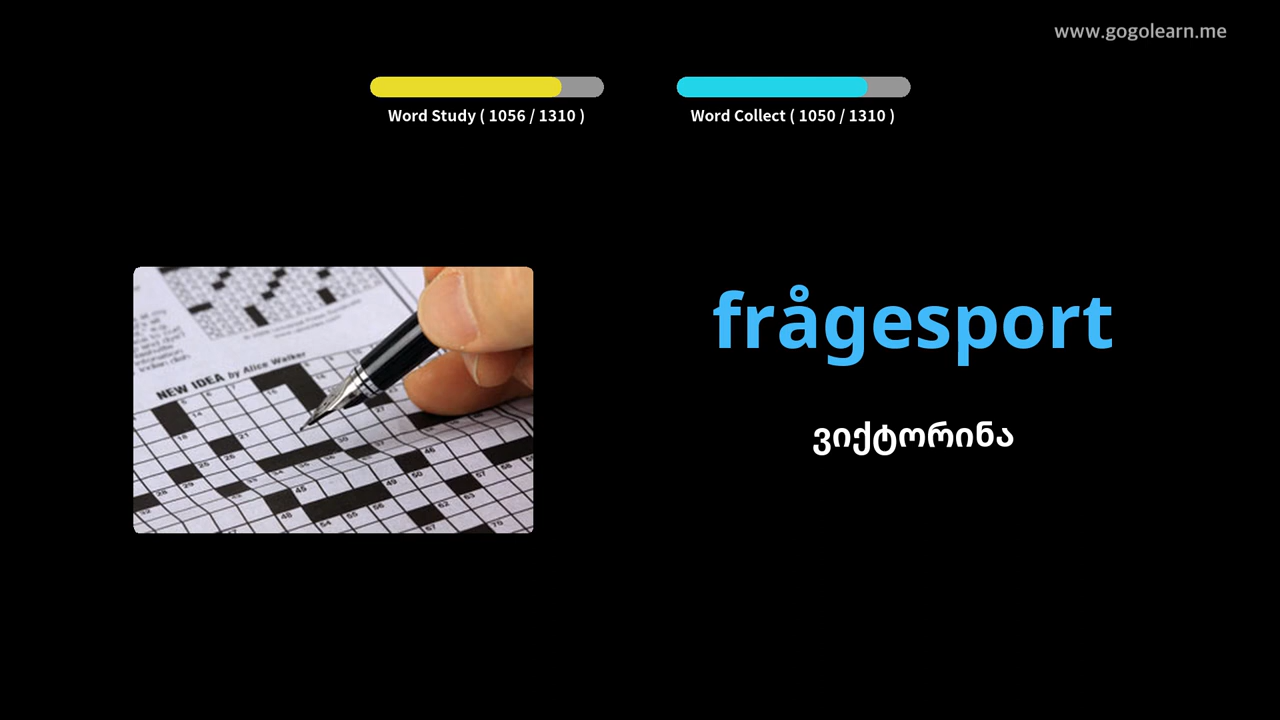 www.gogolearn.me
Word Study ( 1056 / 1310 )
Word Collect ( 1050 / 1310 )
NEW IDEA by Alice Walker
frågesport
ვიქტორინა